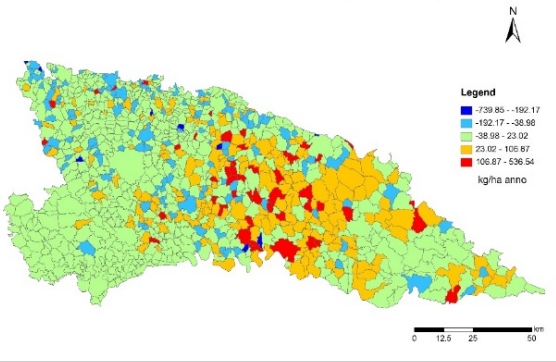 N
Legend
-739.85 - -192.17
-192.17 - -38.98
-38.98 - 23.02
23.02 - 106.87
106.87 - 536.54
kg/ha anno
km
0 12.5 25 50